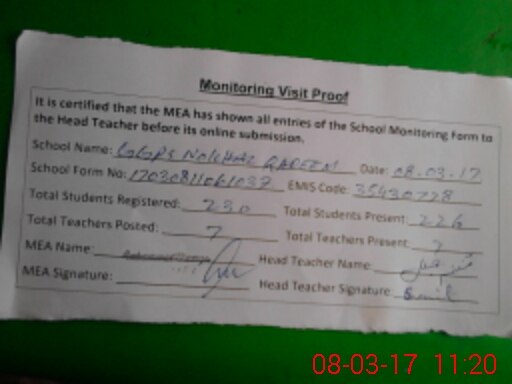 Monitoring Visit Proof
It is certified that the MEA has shown all entries of the School Monitoring Form to
the Head Teacher before its online submission.
School Name: GGPS Date: 08.03.17
School Form No: EMIS Code: 35430778
Total Students Registered: 230 Total Students Present: 226
Total Teachers Posted: 7 Total Teachers Present 7
MEA Name: Head Teacher Name:
MEA Signature: Head Teacher Signature:
08-03-17 11:20